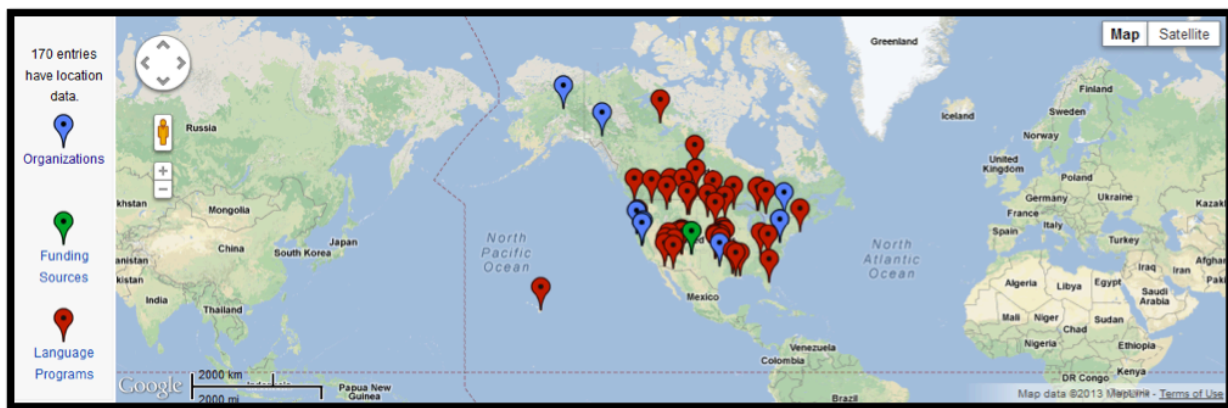 170 entries
have location
data.
Organizations
Funding
Sources
Language
Programs
Map
Satellite
Greenland
Iceland
Finland
Sweden
Norway
Russia
United
Kingdom
Poland
Germany
Ukraine
France
Italy
Spain
Turkey
Mongolia
China
South Korea
Japan
India
Thailand
North
Pacific
Ocean
North
Atlantic
Ocean
Mexico
Venezuela
Colombia
Brazil
Algeria
Libya
Egypt
Iraq
Iran
Saudi
Arabia
Mali
Niger
Sudan
Chad
Nigeria
Ethiopia
Kenya
DR Congo
Papua New
Guinea
Google
2000 km
2000 mi
Map data ©2013 MapLink - Terms of Use